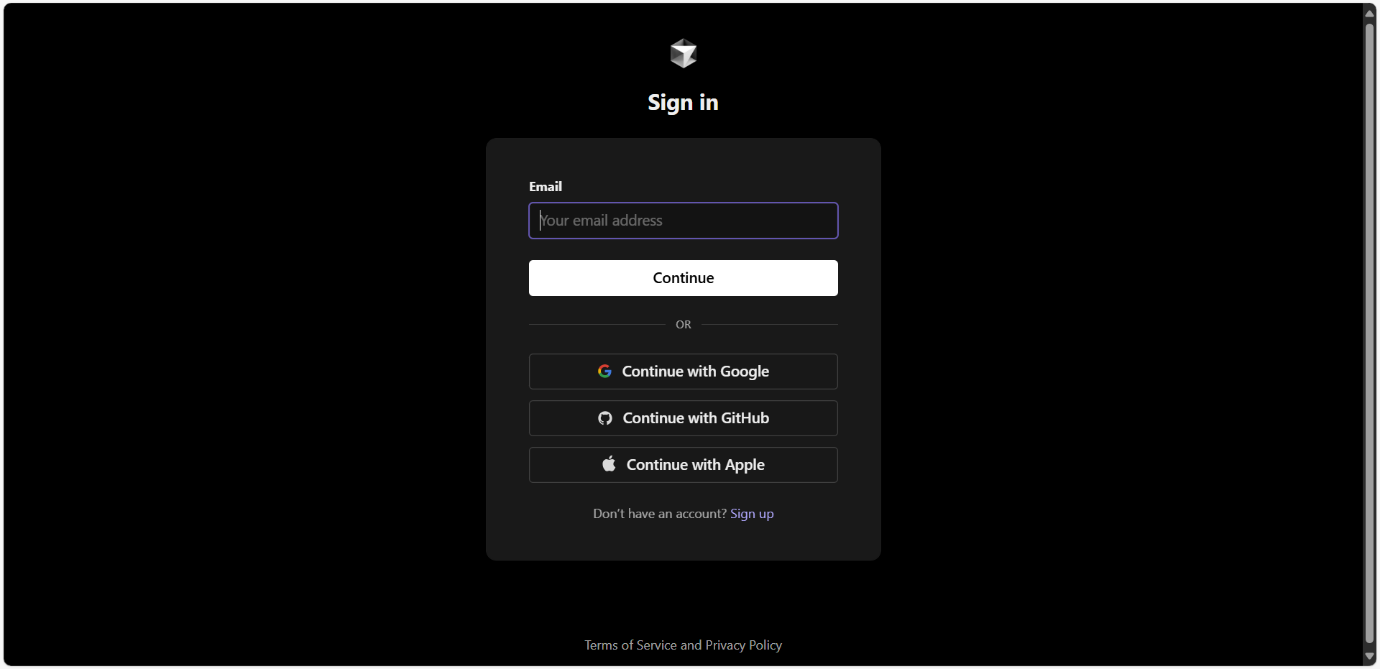 Sign in
Email
Your email address
Continue
OR
Continue with Google
Continue with GitHub
Continue with Apple
Don't have an account? Sign up
Terms of Service and Privacy Policy